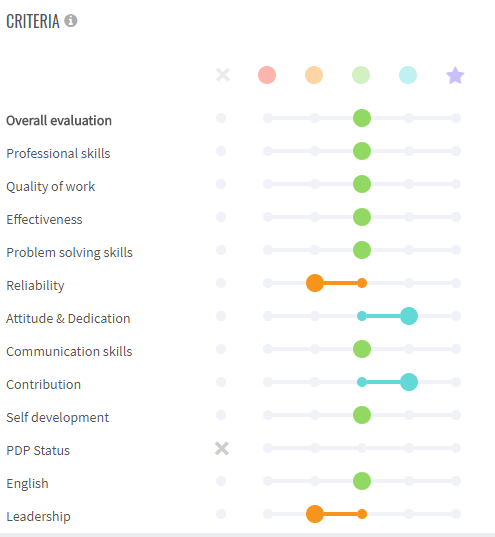 CRITERIA
Overall evaluation
Professional skills
Quality of work
Effectiveness
Problem solving skills
Reliability
Attitude & Dedication
Communication skills
Contribution
Self development
PDP Status
English
Leadership